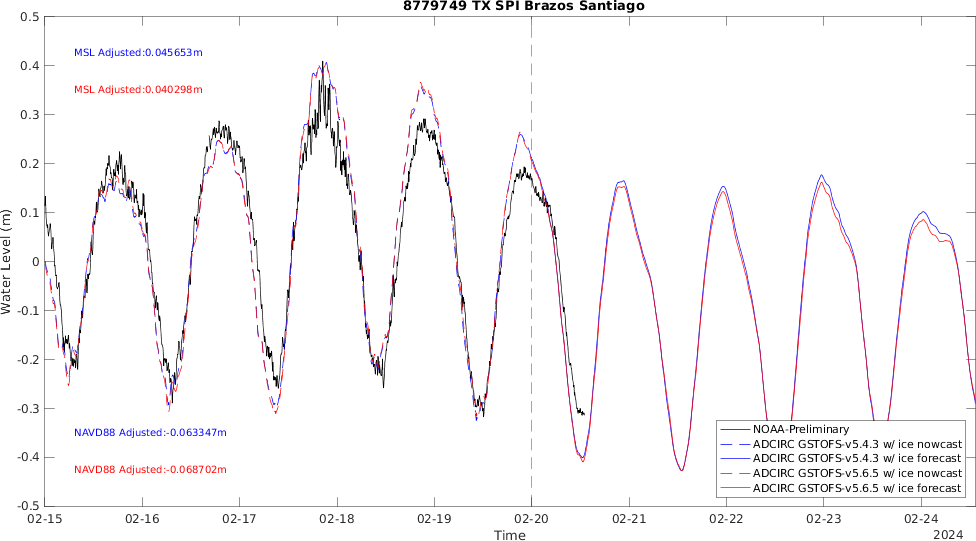 8779749 TX SPI Brazos Santiago
0.5
0.4
0.3
0.2
0.1
0
-0.1
-0.2
-0.3
-0.4
-0.5
Water Level (m)
MSL Adjusted:0.045653m
MSL Adjusted:0.040298m
NAVD88 Adjusted:-0.063347m
NAVD88 Adjusted:-0.068702m
NOAA-Preliminary
ADCIRC GSTOFS-v5.4.3 w/ ice nowcast
ADCIRC GSTOFS-v5.4.3 w/ ice forecast
ADCIRC GSTOFS-v5.6.5 w/ ice nowcast
ADCIRC GSTOFS-v5.6.5 w/ ice forecast
02-15 02-16 02-17 02-18 02-19 02-20 02-21 02-22 02-23 02-24
Time
2024